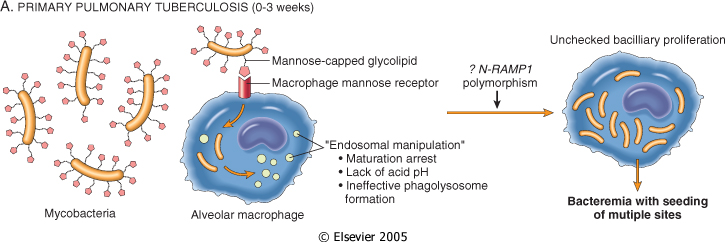 A. PRIMARY PULMONARY TUBERCULOSIS (0-3 weeks)
Mannose-capped glycolipid
Macrophage mannose receptor
"Endosomal manipulation"
• Maturation arrest
• Lack of acid pH
• Ineffective phagolysosome
formation
Mycobacteria
Alveolar macrophage
? N-RAMP1
polymorphism
Unchecked bacilliary proliferation
Bacteremia with seeding
of mutiple sites
© Elsevier 2005